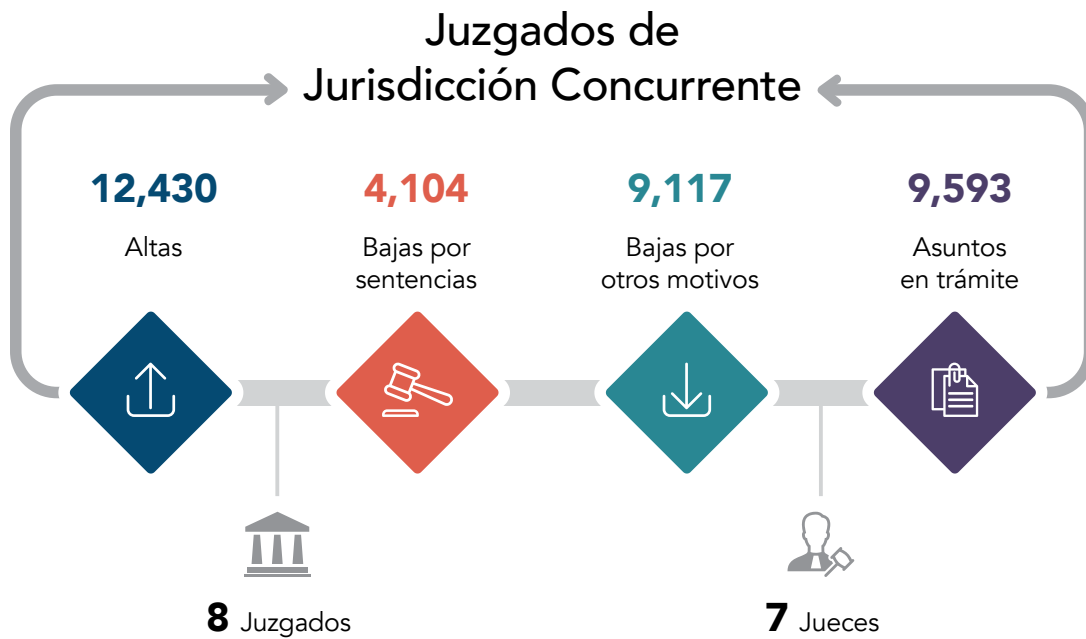 Juzgados de
Jurisdicción Concurrente
12,430
Altas
4,104
Bajas por
sentencias
9,117
Bajas por
otros motivos
9,593
Asuntos
en trámite
8 Juzgados
7 Jueces